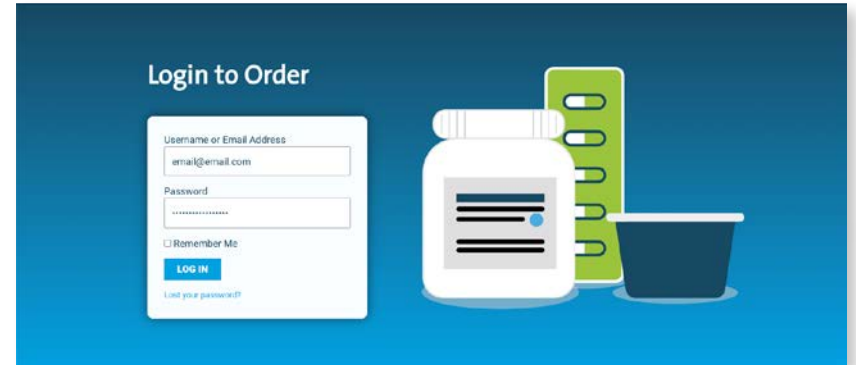 Login to Order
Username or Email Address
email@email.com
Password
Remember Me
LOG IN
Lost your password?